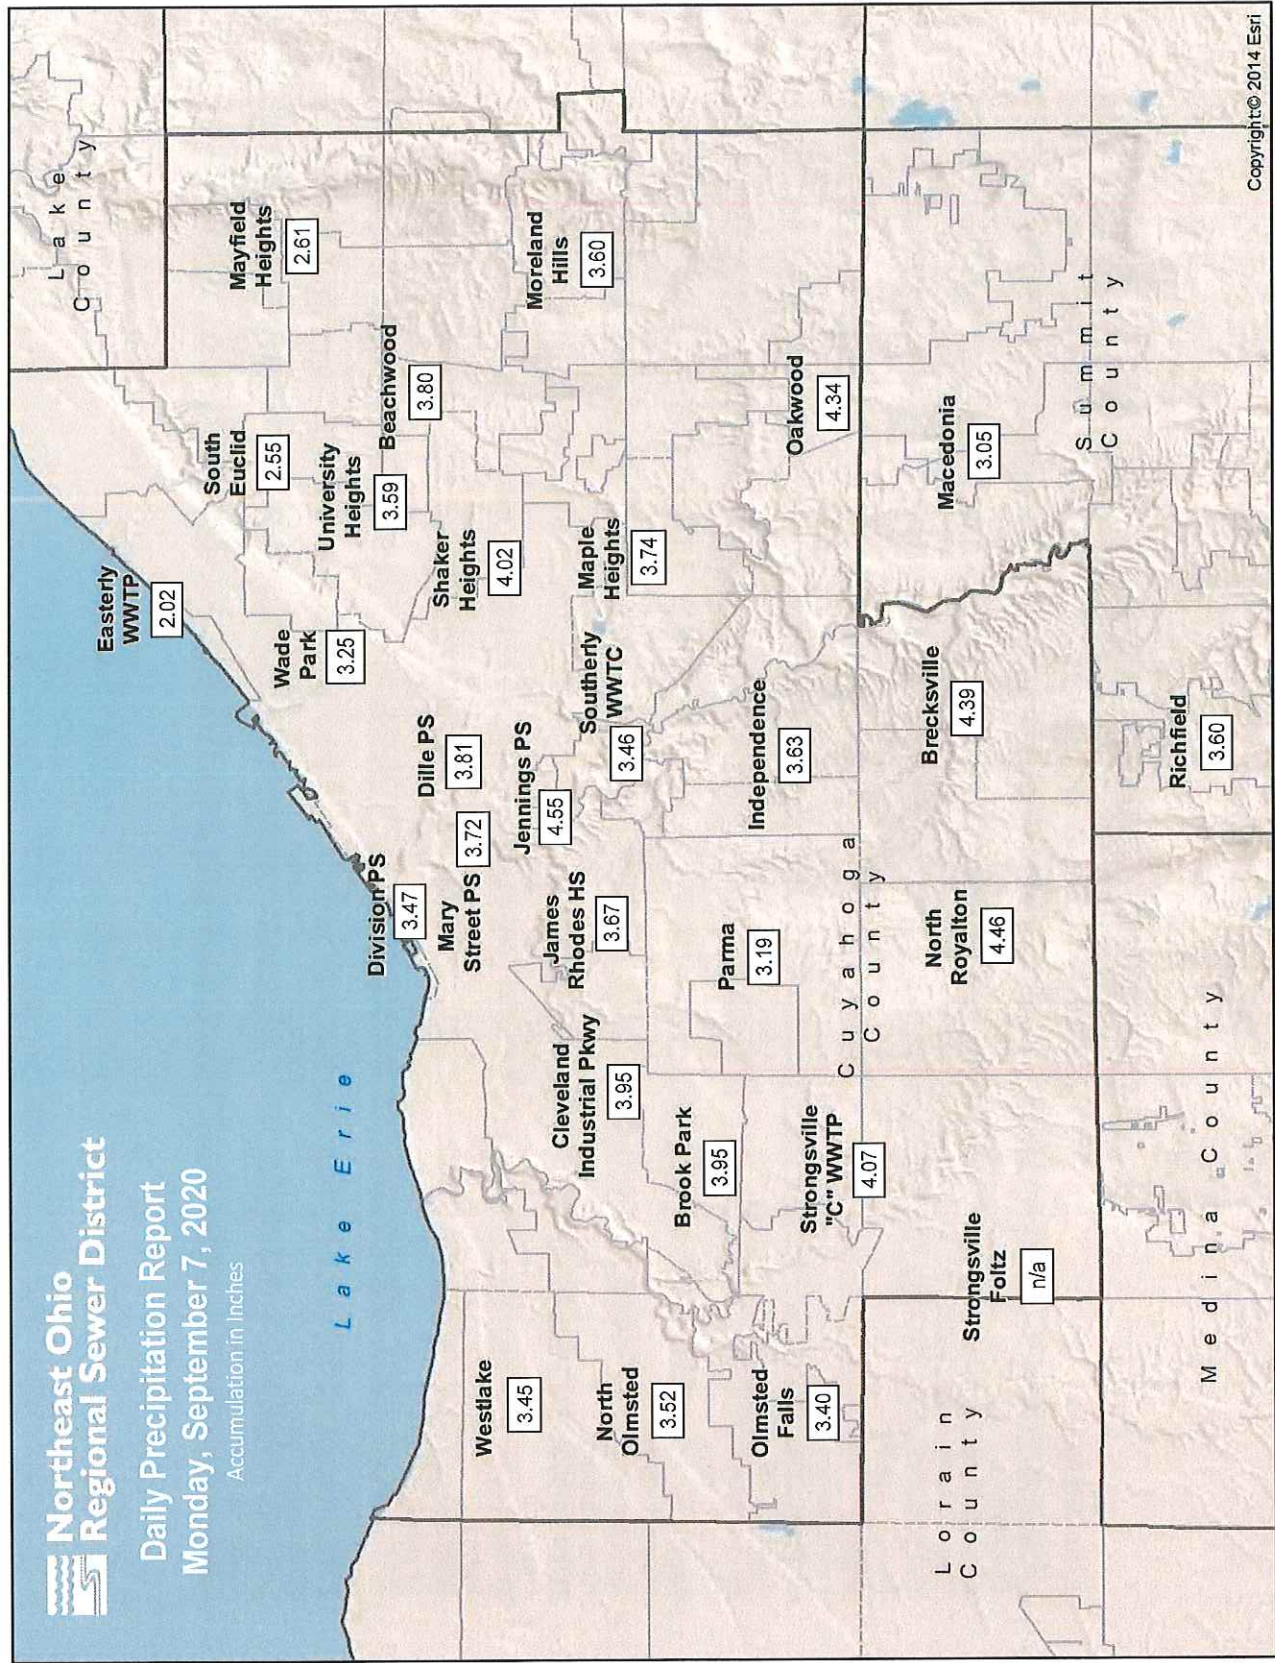 Northeast Ohio
Regional Sewer District
Daily Precipitation Report
Monday, September 7, 2020
Accumulation in Inches
Lake Erie
Lake
County
Easterly
WWTP
2.02
Mayfield
Heights
2.61
South
Euclid
2.55
Wade
Park
3.25
University
Heights
3.59
Beachwood
3.80
Division PS
3.47
Dille PS
3.81
Shaker
Heights
4.02
Mary
Street PS
3.72
Westlake
3.45
Jennings PS
4.55
Moreland
Hills
3.60
Cleveland
Industrial Pkwy
3.95
James
Rhodes HS
3.67
Southerly
WWTC
3.46
Maple
Heights
3.74
North
Olmsted
3.52
Brook Park
3.95
Parma
3.19
Independence
3.63
Oakwood
4.34
Olmsted
Falls
3.40
Strongsville
"C" WWTP
4.07
Cuyahoga
County
Brecksville
4.39
Macedonia
3.05
North
Royalton
4.46
Strongsville
Foltz
n/a
Lorain
County
Summit
County
Richfield
3.60
Medina County
Copyright:© 2014 Esri